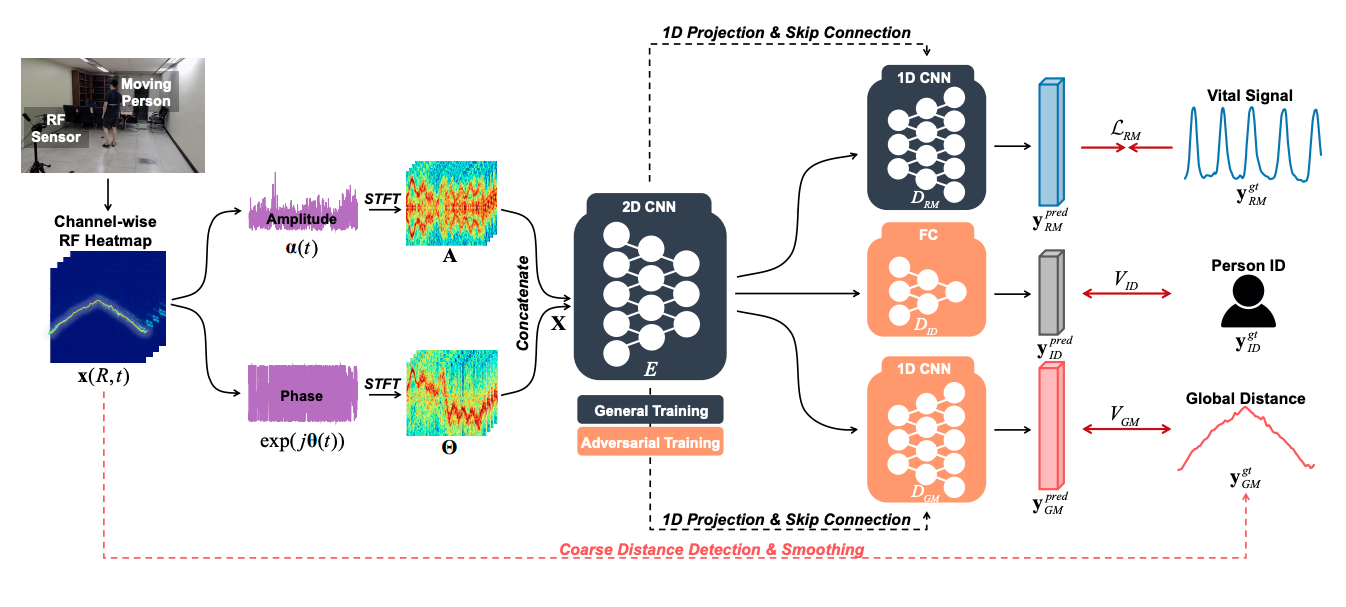 1D Projection & Skip Connection
Moving
Person
RF
Sensor
Channel-wise
RF Heatmap
x(R,t)
Amplitude
α(t)
STFT
A
Phase
exp(jθ(t))
STFT
Θ
Concatenate
X
2D CNN
E
General Training
Adversarial Training
1D CNN
D_RM
y_RM^pred
ℒ_RM
Vital Signal
y_RM^gt
FC
D_ID
y_ID^pred
V_ID
Person ID
y_ID^gt
1D CNN
D_GM
y_GM^pred
V_GM
Global Distance
y_GM^gt
1D Projection & Skip Connection
Coarse Distance Detection & Smoothing